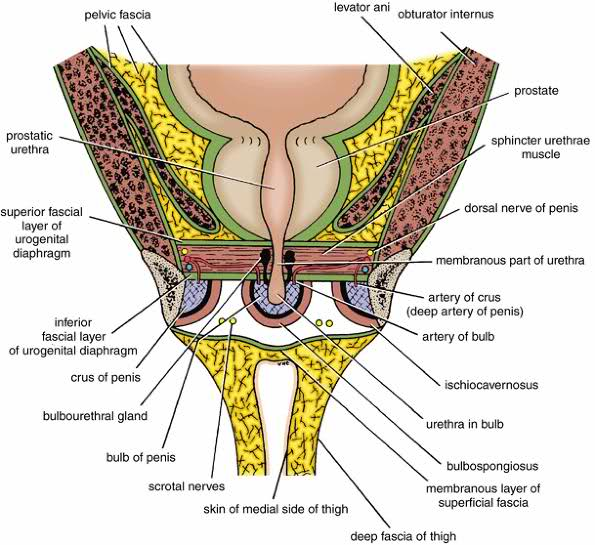 pelvic fascia
levator ani
obturator internus
prostate
prostatic
urethra
sphincter urethrae
muscle
superior fascial
layer of
urogenital
diaphragm
dorsal nerve of penis
membranous part of urethra
artery of crus
(deep artery of penis)
inferior
fascial layer
of urogenital diaphragm
artery of bulb
crus of penis
ischiocavernosus
bulbourethral gland
urethra in bulb
bulb of penis
bulbospongiosus
scrotal nerves
membranous layer of
superficial fascia
skin of medial side of thigh
deep fascia of thigh